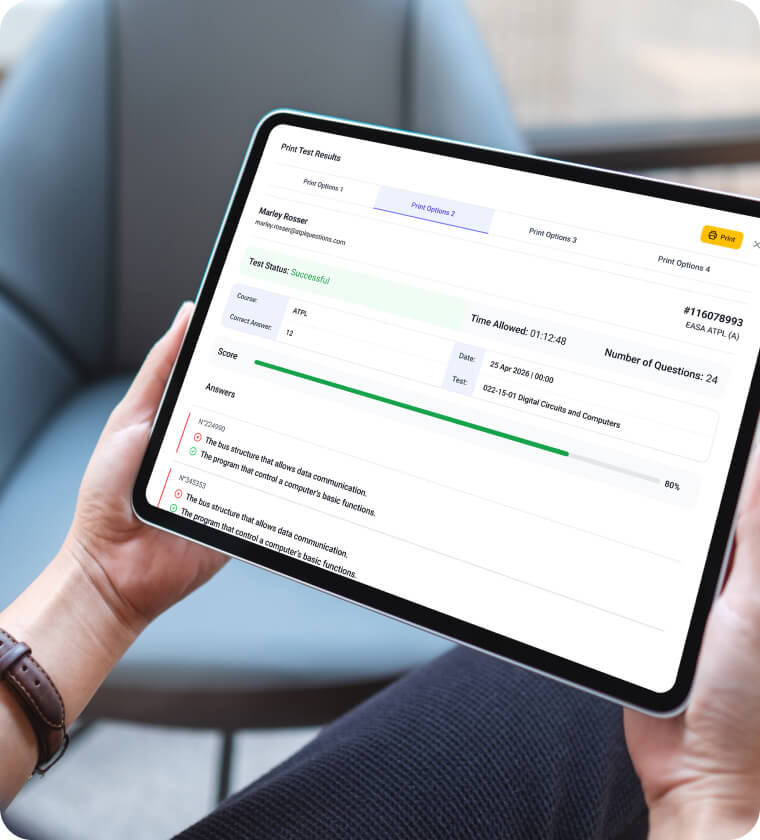 Print Test Results
Print Options 1
Print Options 2
Print Options 3
Print Options 4
Print
Marley Rosser
marley.rosser@atplquestions.com
#116078993
EASA ATPL (A)
Test Status: Successful
Time Allowed: 01:12:48
Number of Questions: 24
Course: ATPL
Correct Answer: 12
Date: 25 Apr 2026 | 00:00
Test: 022-15-01 Digital Circuits and Computers
Score
80%
Answers
N°224990
The bus structure that allows data communication.
The program that control a computer's basic functions.
N°345353
The bus structure that allows data communication.
The program that control a computer's basic functions.